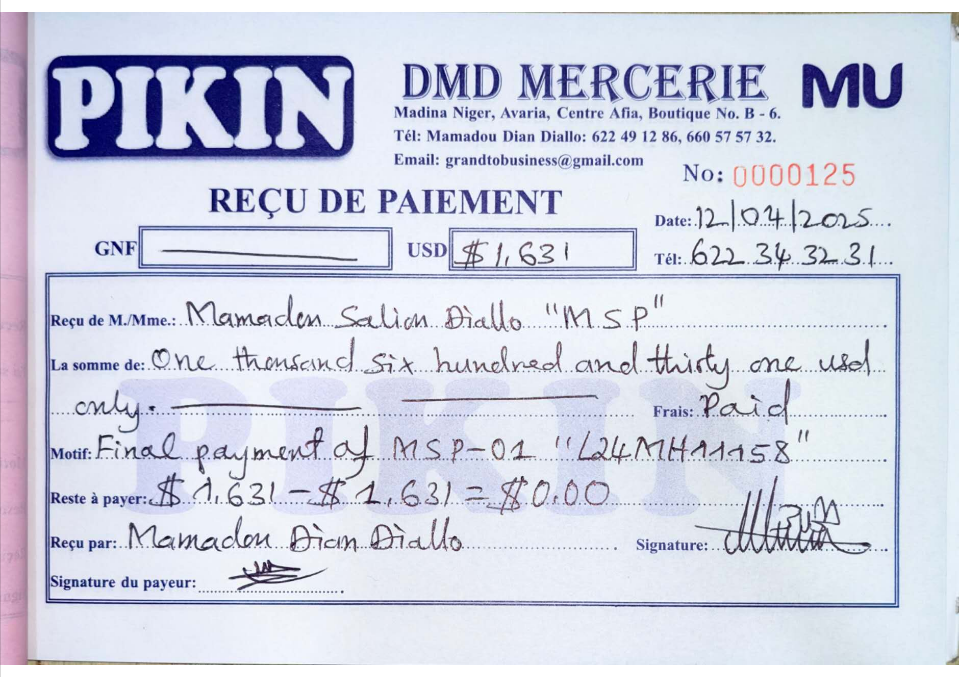 PIKIN
DMD MERCERIE
MU
Madina Niger, Avaria, Centre Afia, Boutique No. B - 6.
Tél: Mamadou Dian Diallo: 622 49 12 86, 660 57 57 32.
Email: grandtobusiness@gmail.com
No: 0000125
REÇU DE PAIEMENT
Date: 12/04/2025
GNF
USD $1,631
Tél: 622 34 32 31
Reçu de M./Mme.: Mamadou Saliou Diallo "MSP"
La somme de: One thousand six hundred and thirty one usd
only.
Frais: Paid
Motif: Final payment of MSP-01 "L24MH11158"
Reste à payer: $1,631 - $1,631 = $0.00
Reçu par: Mamadou Dian Diallo
Signature:
Signature du payeur:
PIKIN